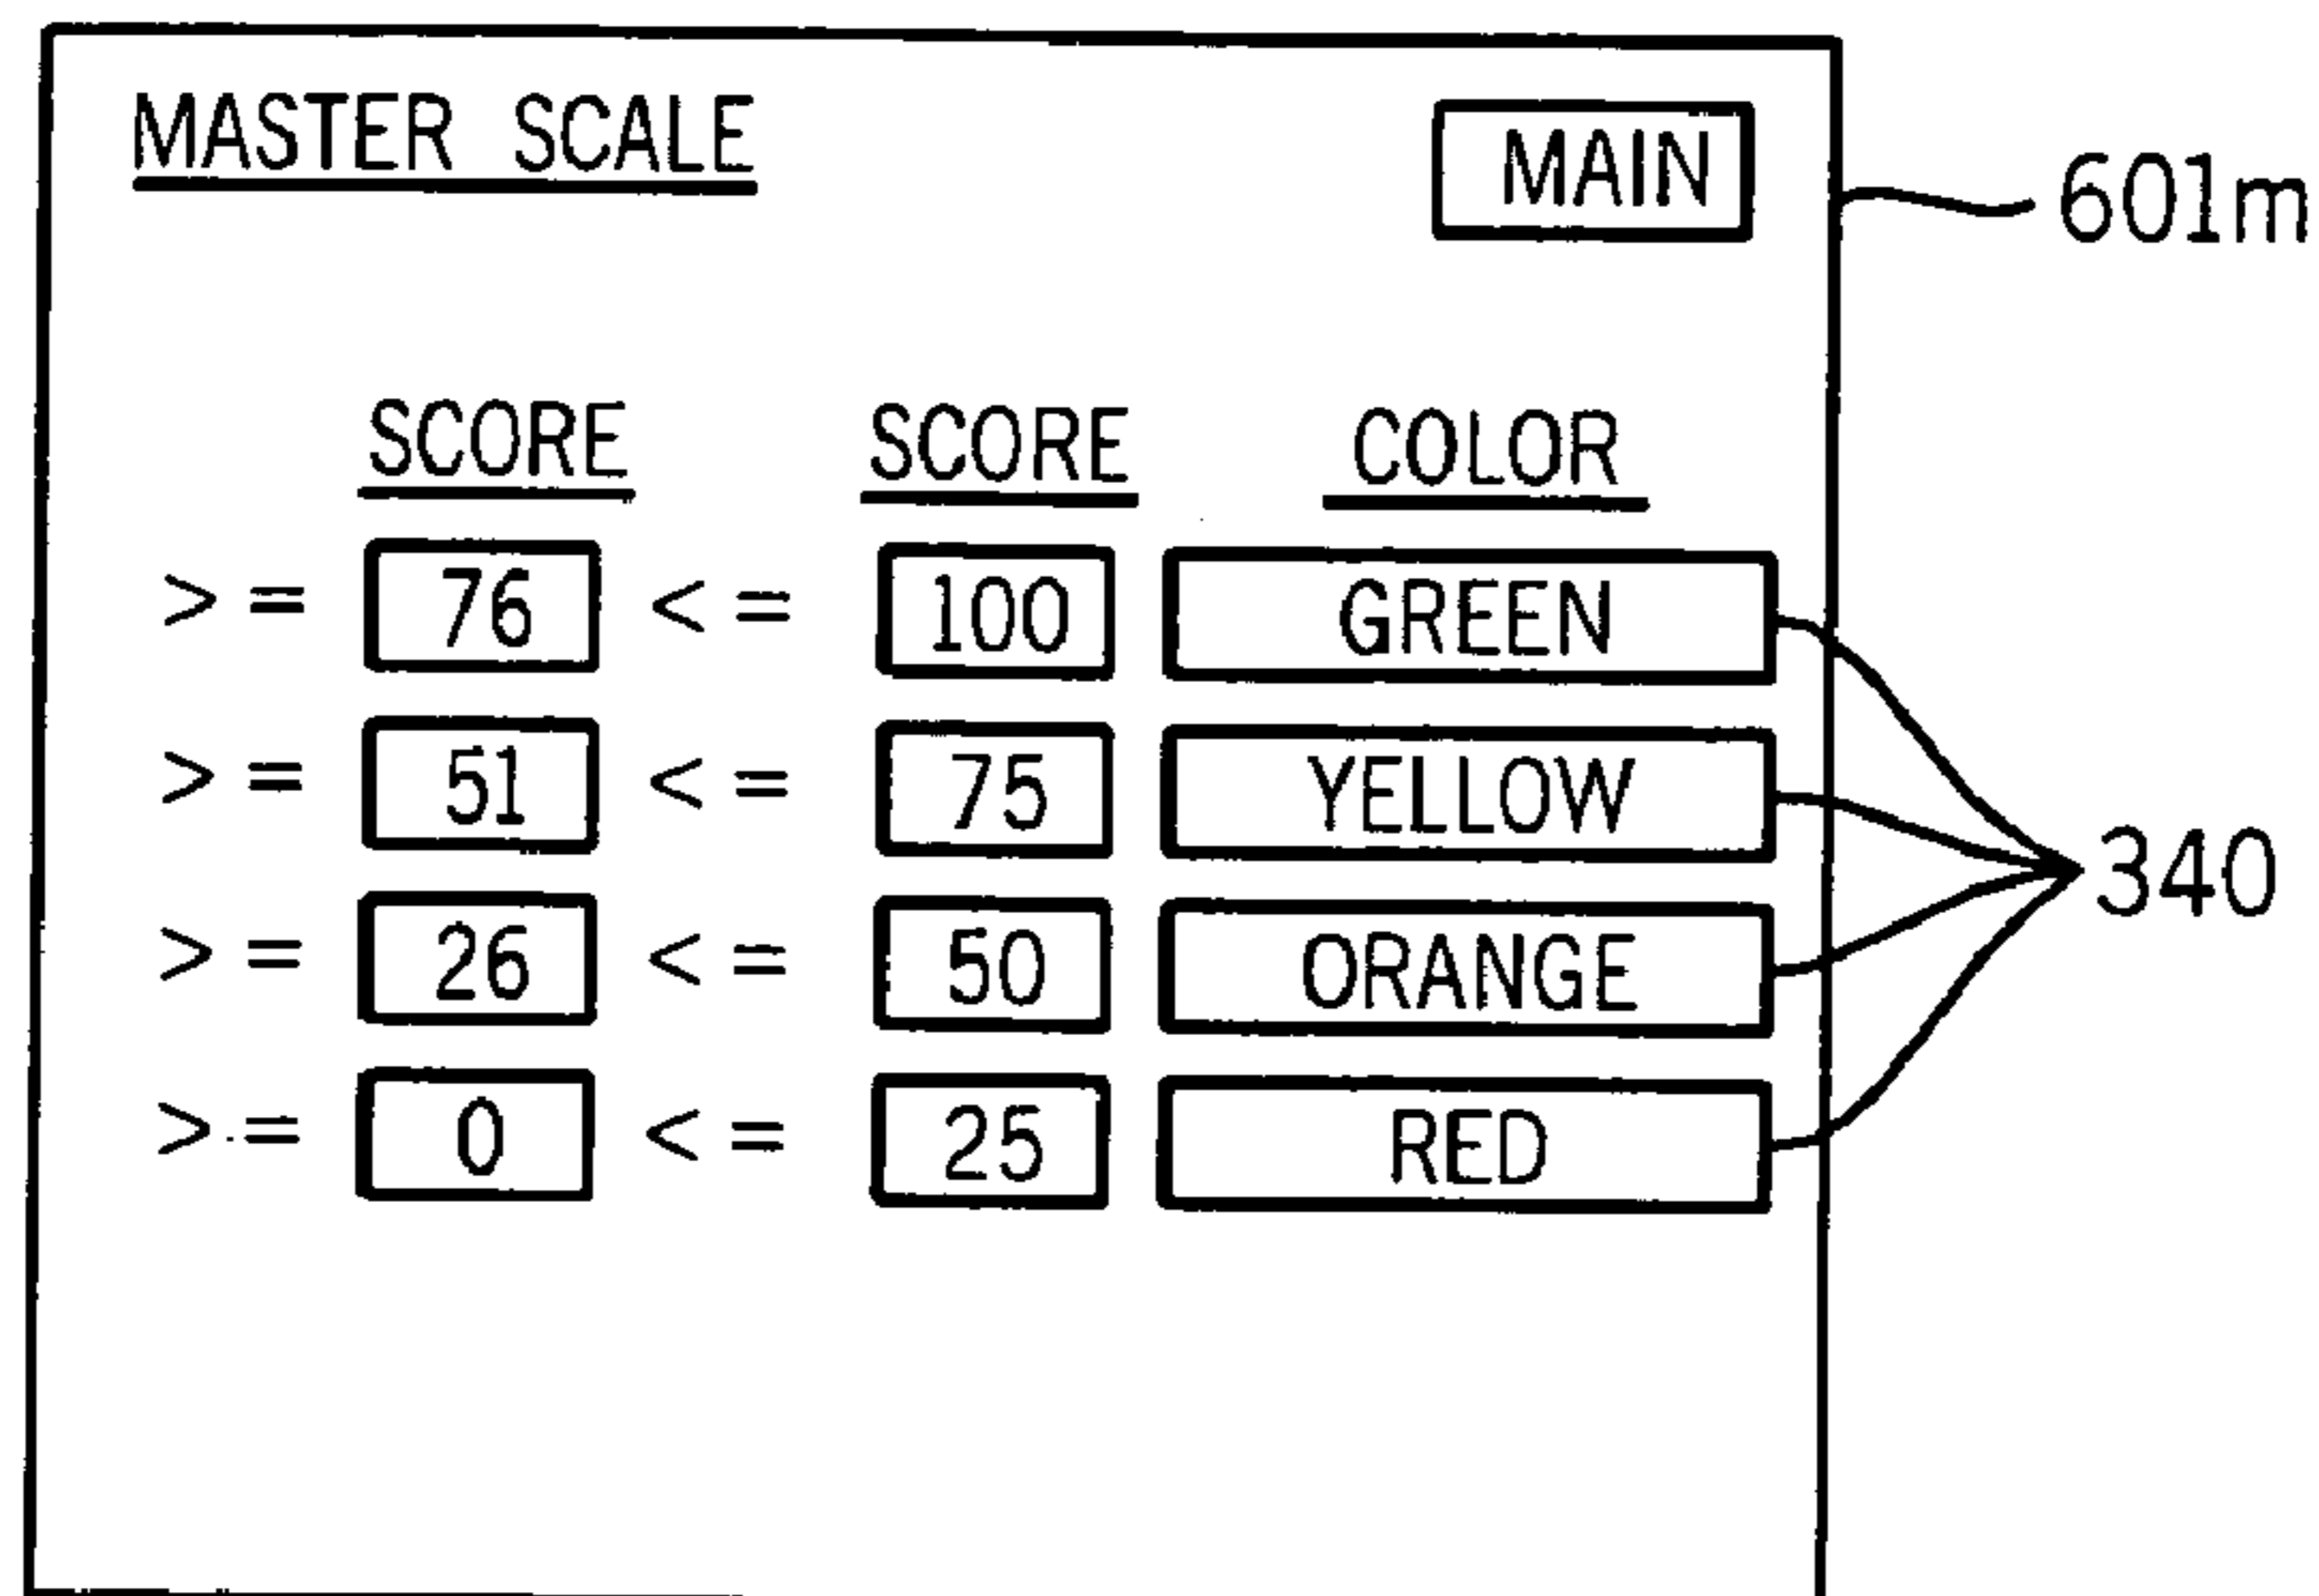 MASTER SCALE MAIN
601m
SCORE SCORE COLOR
>= 76 <= 100 GREEN
>= 51 <= 75 YELLOW
340
>= 26 <= 50 ORANGE
>= 0 <= 25 RED